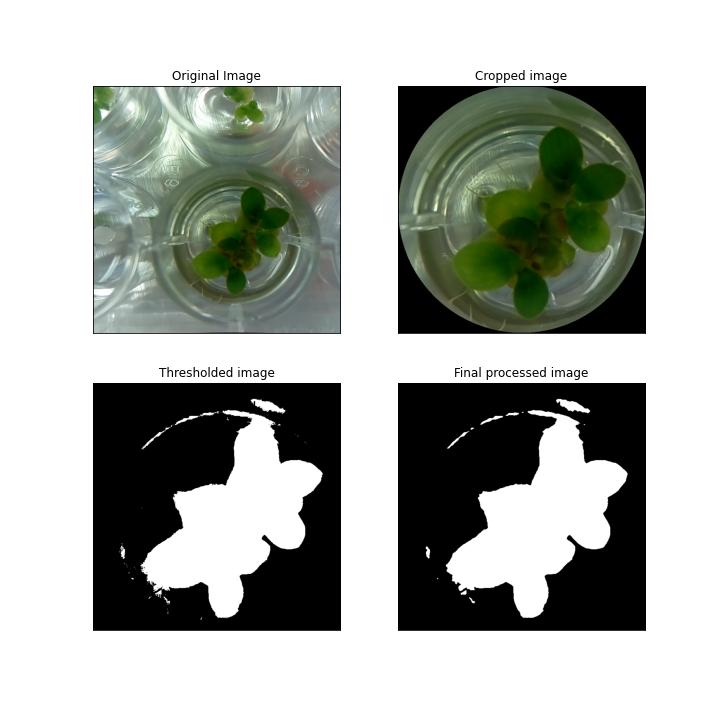 Original Image
Cropped image
Thresholded image
Final processed image